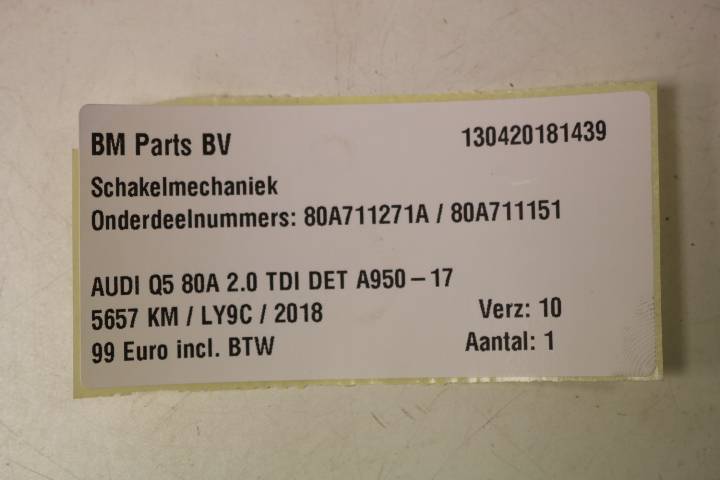 BM Parts BV 130420181439
Schakelmechaniek
Onderdeelnummers: 80A711271A / 80A711151
AUDI Q5 80A 2.0 TDI DET A950-17
5657 KM / LY9C / 2018 Verz: 10
99 Euro incl. BTW Aantal: 1